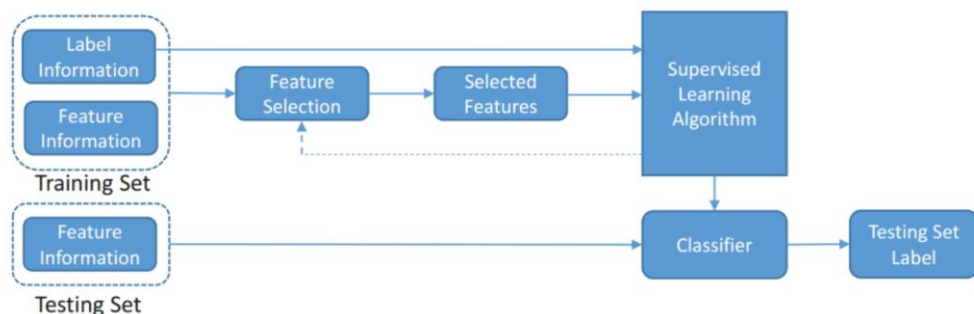 Label
Information
Feature
Information
Training Set
Feature
Selection
Selected
Features
Supervised
Learning
Algorithm
Feature
Information
Testing Set
Classifier
Testing Set
Label